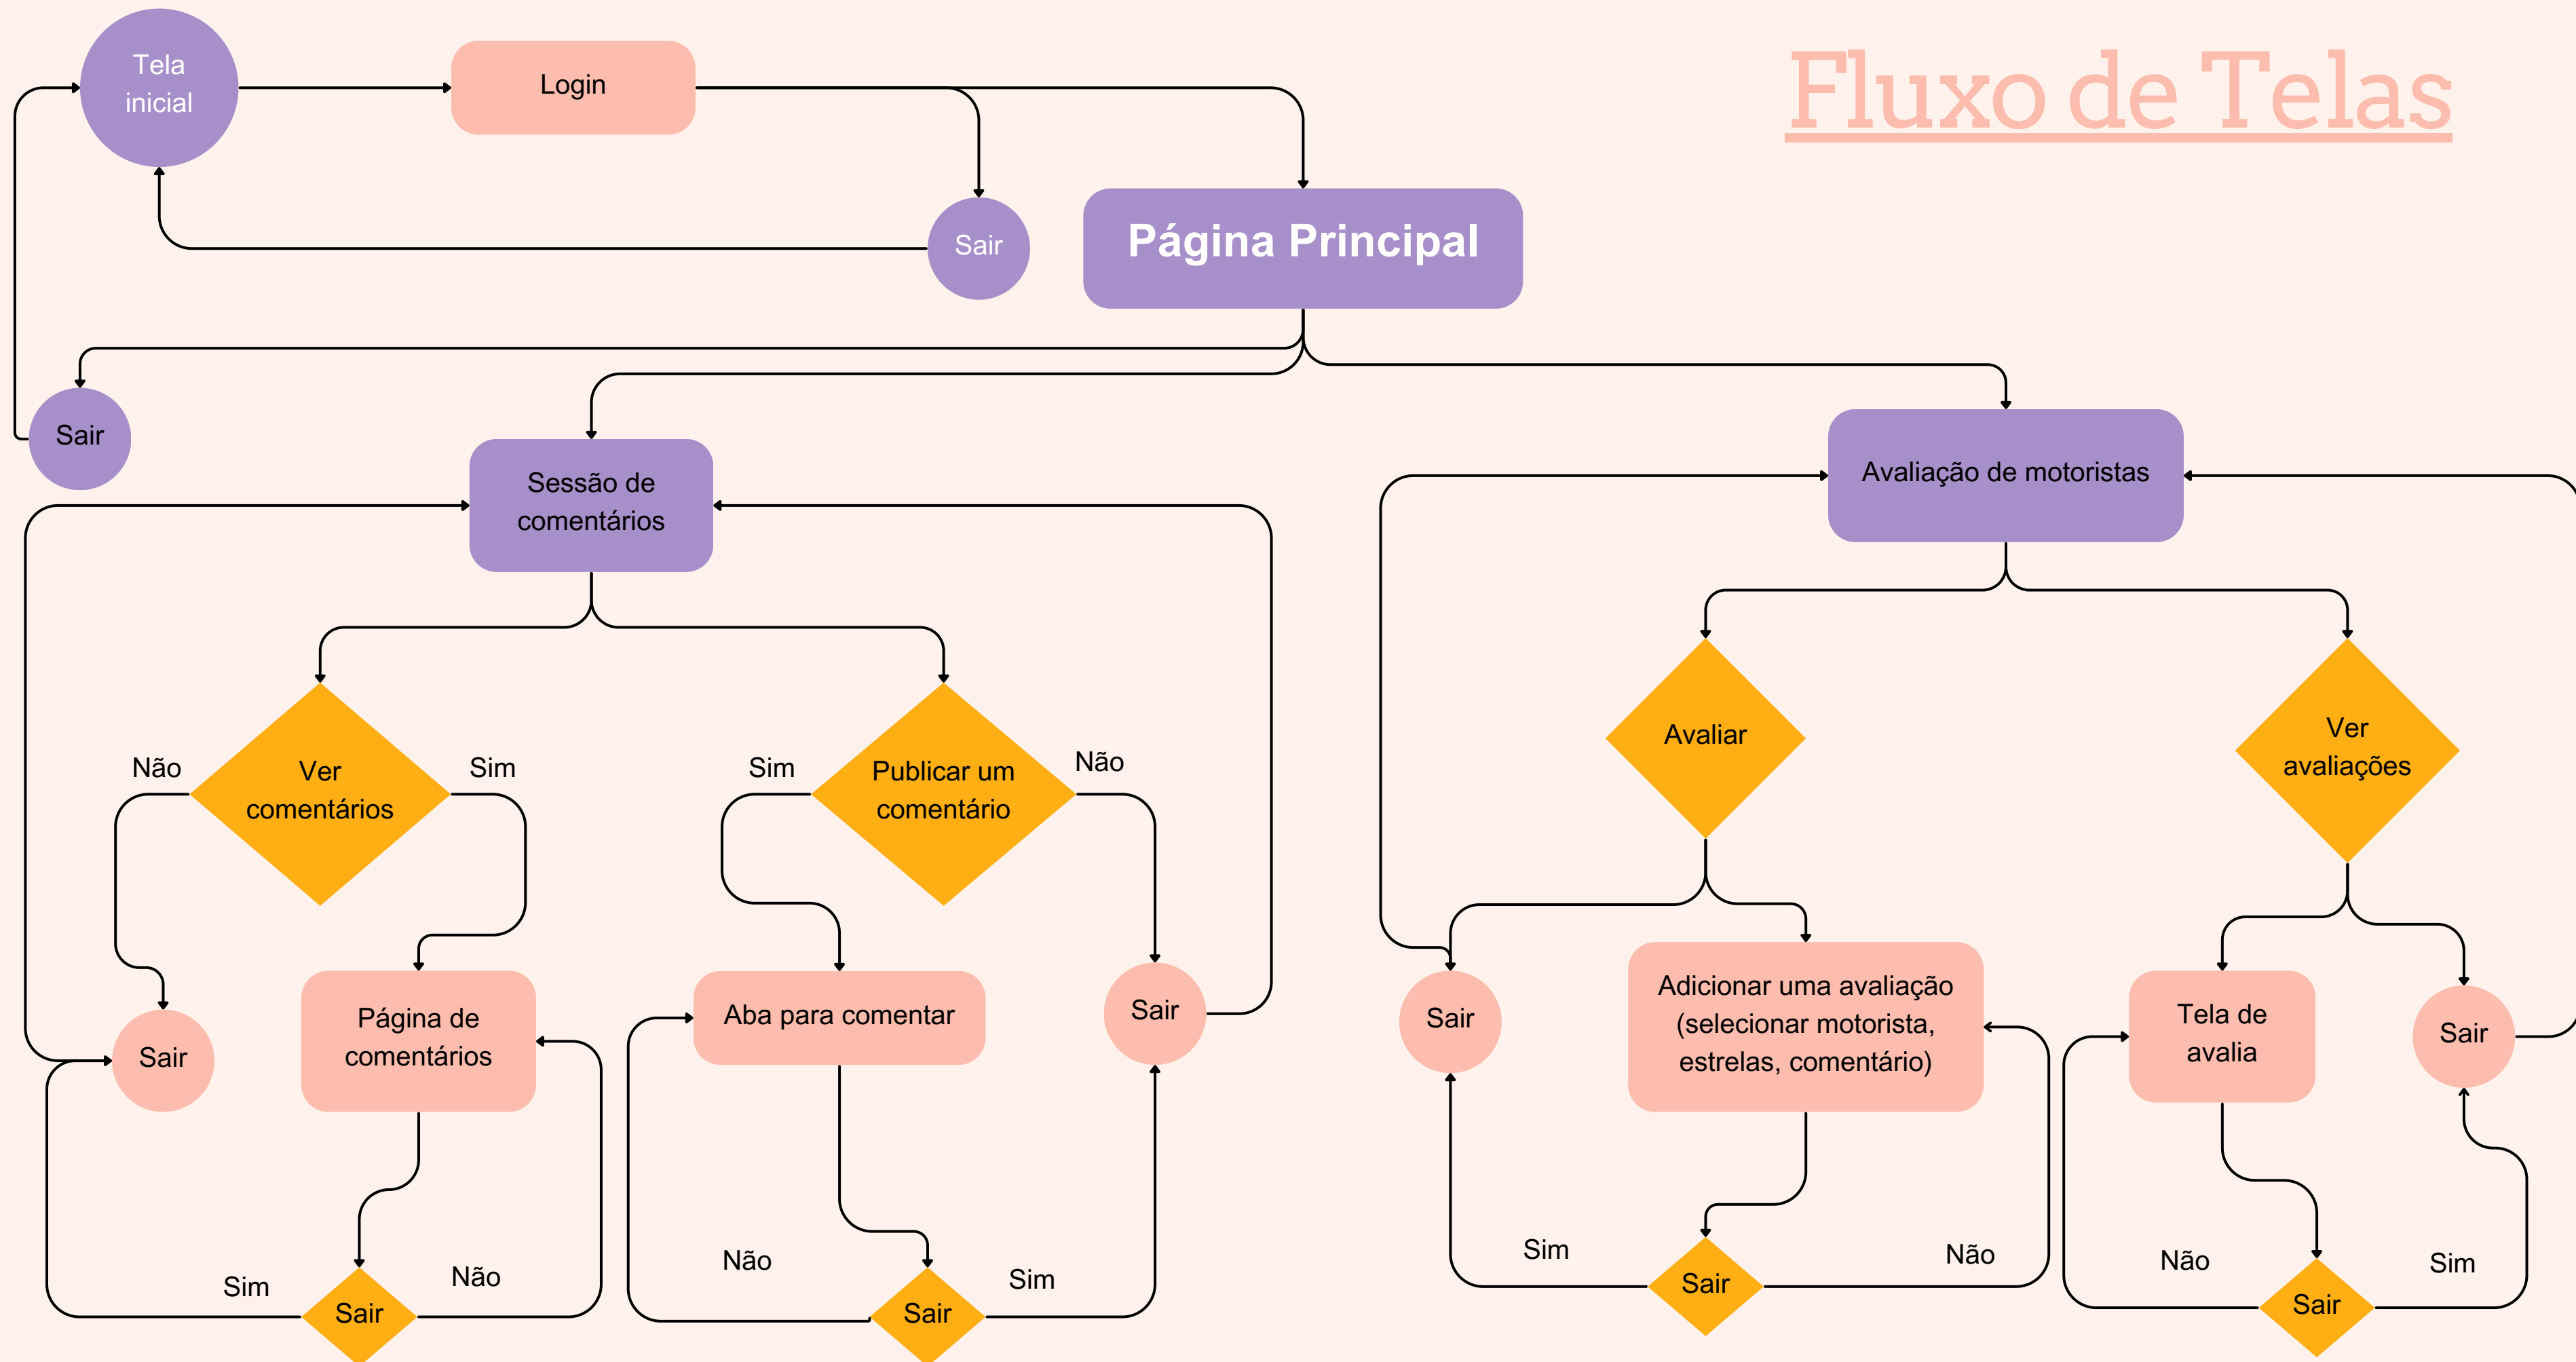 Fluxo de Telas
Tela
inicial
Login
Sair
Página Principal
Sair
Sessão de
comentários
Avaliação de motoristas
Não
Ver
comentários
Sim
Sim
Publicar um
comentário
Não
Avaliar
Ver
avaliações
Sair
Página de
comentários
Aba para comentar
Sair
Sair
Adicionar uma avaliação
(selecionar motorista,
estrelas, comentário)
Tela de
avalia
Sair
Sim
Sair
Não
Não
Sair
Sim
Sim
Sair
Não
Não
Sair
Sim